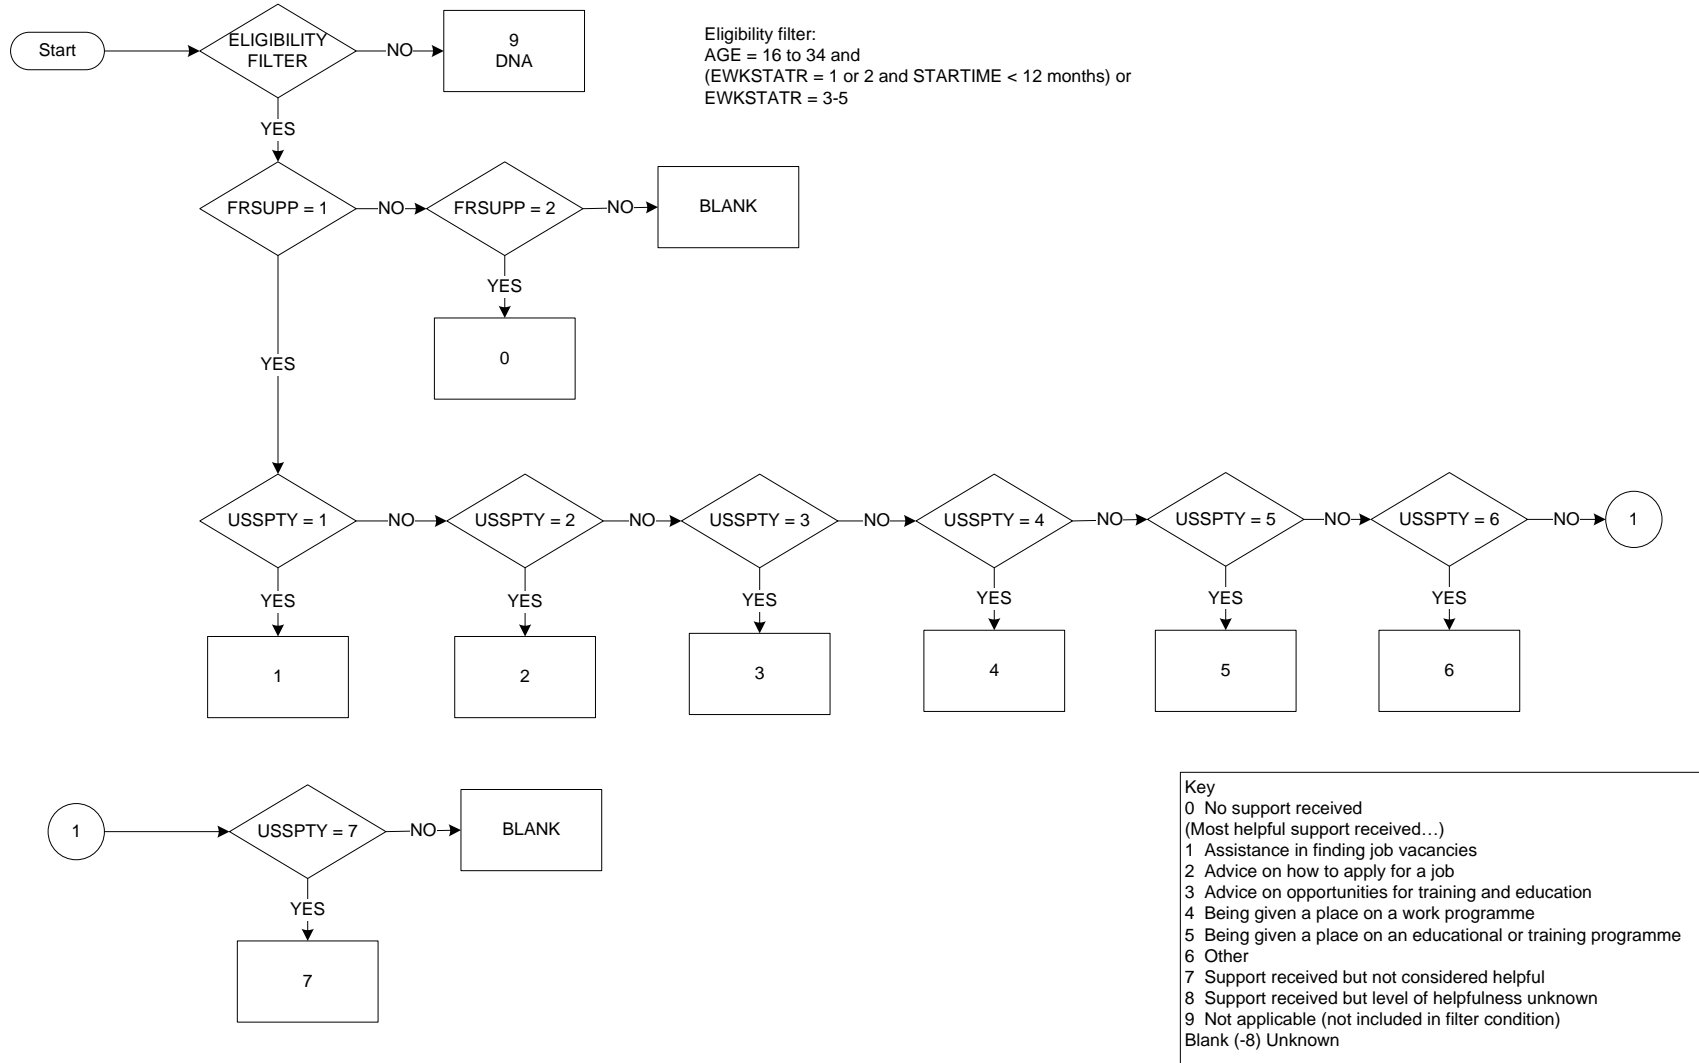 Start
ELIGIBILITY
FILTER
NO
9
DNA
Eligibility filter:
AGE = 16 to 34 and
(EWKSTATR = 1 or 2 and STARTIME < 12 months) or
EWKSTATR = 3-5
YES
FRSUPP = 1
NO
FRSUPP = 2
NO
BLANK
YES
0
YES
USSPTY = 1
NO
USSPTY = 2
NO
USSPTY = 3
NO
USSPTY = 4
NO
USSPTY = 5
NO
USSPTY = 6
NO
1
YES
YES
YES
YES
YES
YES
1
2
3
4
5
6
1
USSPTY = 7
NO
BLANK
YES
7
Key
0 No support received
(Most helpful support received…)
1 Assistance in finding job vacancies
2 Advice on how to apply for a job
3 Advice on opportunities for training and education
4 Being given a place on a work programme
5 Being given a place on an educational or training programme
6 Other
7 Support received but not considered helpful
8 Support received but level of helpfulness unknown
9 Not applicable (not included in filter condition)
Blank (-8) Unknown